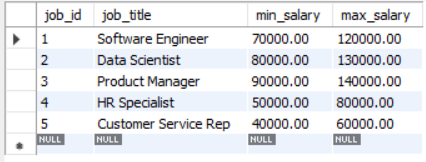 job_id job_title min_salary max_salary
1 Software Engineer 70000.00 120000.00
2 Data Scientist 80000.00 130000.00
3 Product Manager 90000.00 140000.00
4 HR Specialist 50000.00 80000.00
5 Customer Service Rep 40000.00 60000.00
NULL NULL NULL NULL